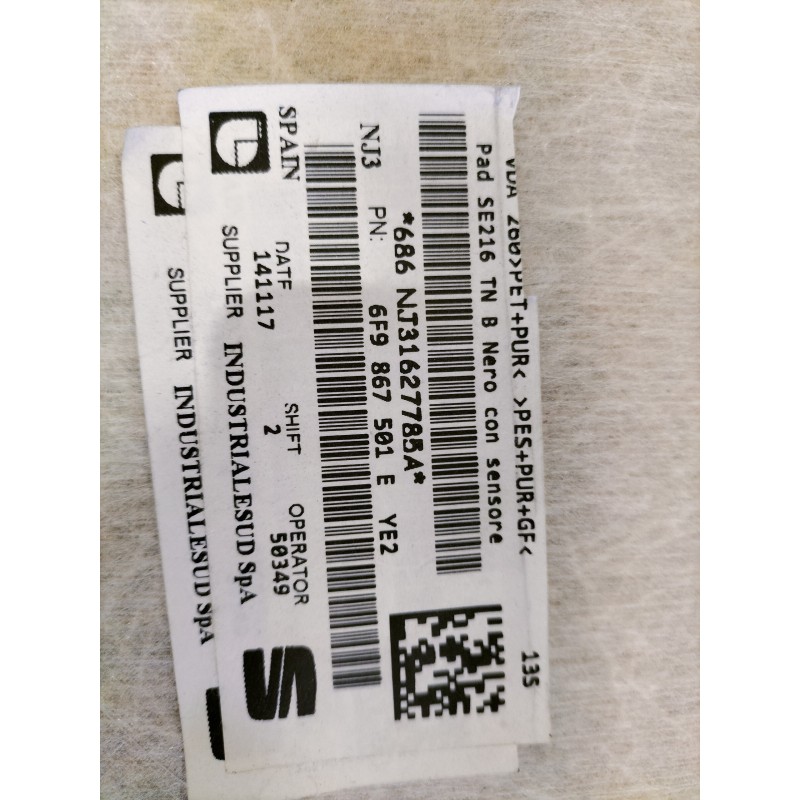 VDA 260>PET+PUR< >PES+PUR+GF< 135
Pad SE216 TN B Nero con sensore
*686 NJ31627785A*
NJ3 PN: 6F9 867 501 E YE2
SPAIN
DATE SHIFT OPERATOR
141117 2 50349
SUPPLIER INDUSTRIALESUD SpA
SUPPLIER INDUSTRIALESUD SpA